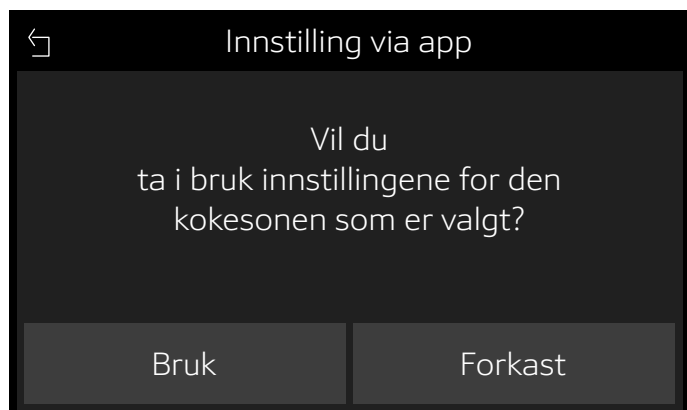 Innstilling via app
Vil du
ta i bruk innstillingene for den
kokesonen som er valgt?
Bruk
Forkast